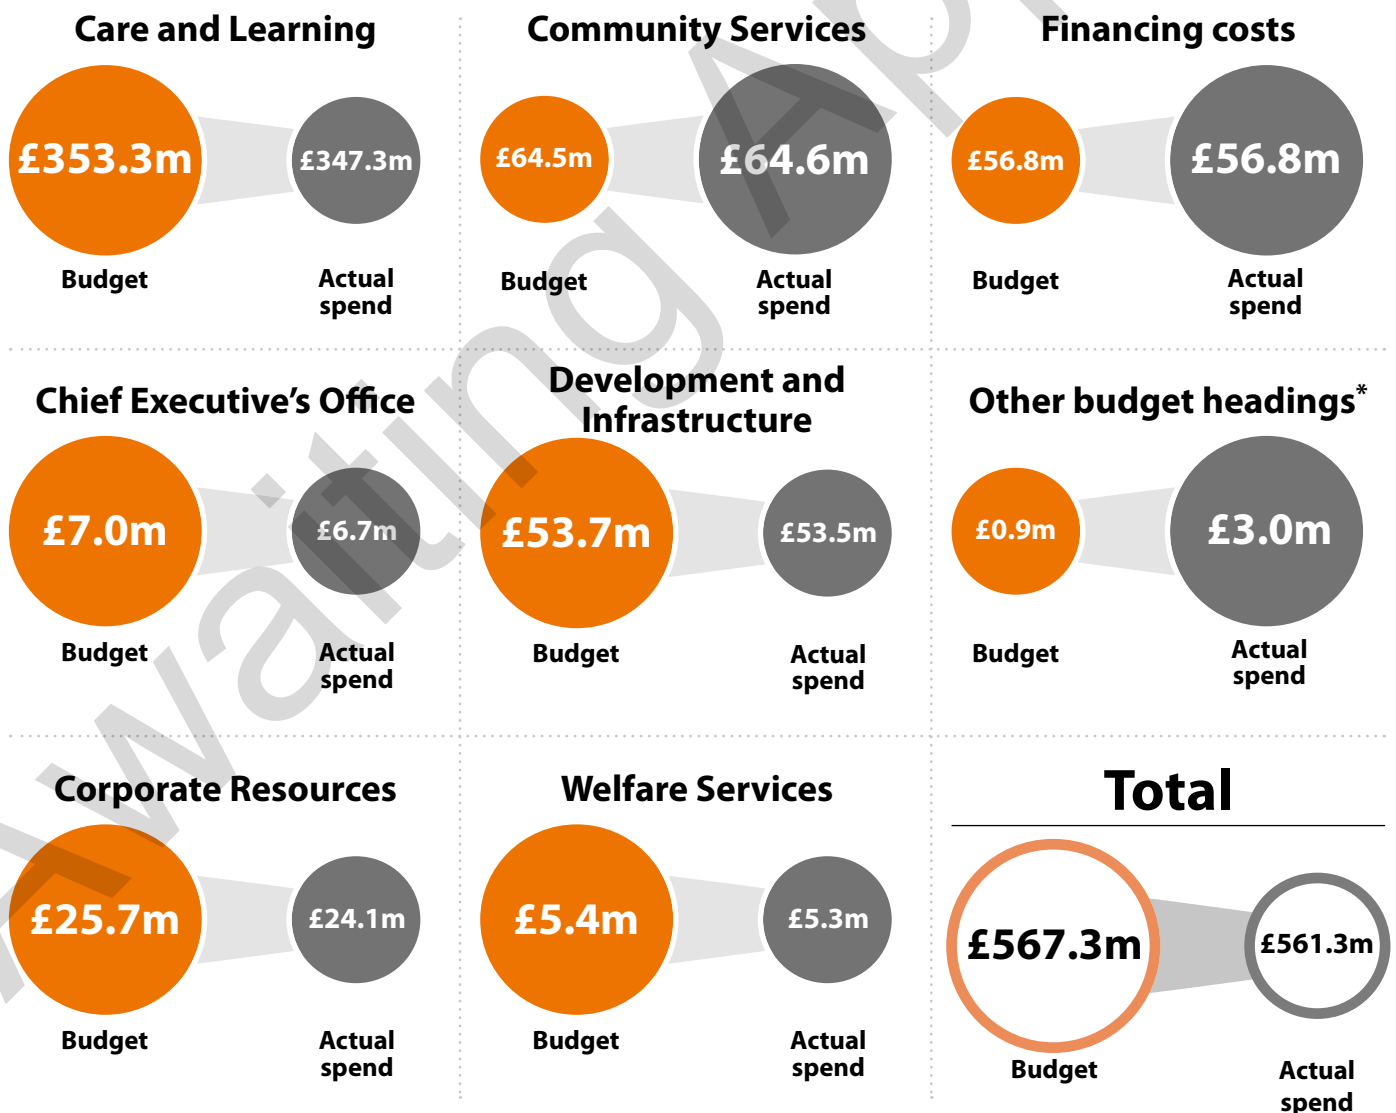 Care and Learning
£353.3m
£347.3m
Budget
Actual
spend
Community Services
£64.5m
£64.6m
Budget
Actual
spend
Financing costs
£56.8m
£56.8m
Budget
Actual
spend
Chief Executive’s Office
£7.0m
£6.7m
Budget
Actual
spend
Development and
Infrastructure
£53.7m
£53.5m
Budget
Actual
spend
Other budget headings*
£0.9m
£3.0m
Budget
Actual
spend
Corporate Resources
£25.7m
£24.1m
Budget
Actual
spend
Welfare Services
£5.4m
£5.3m
Budget
Actual
spend
Total
£567.3m
£561.3m
Budget
Actual
spend
Awaiting Ap